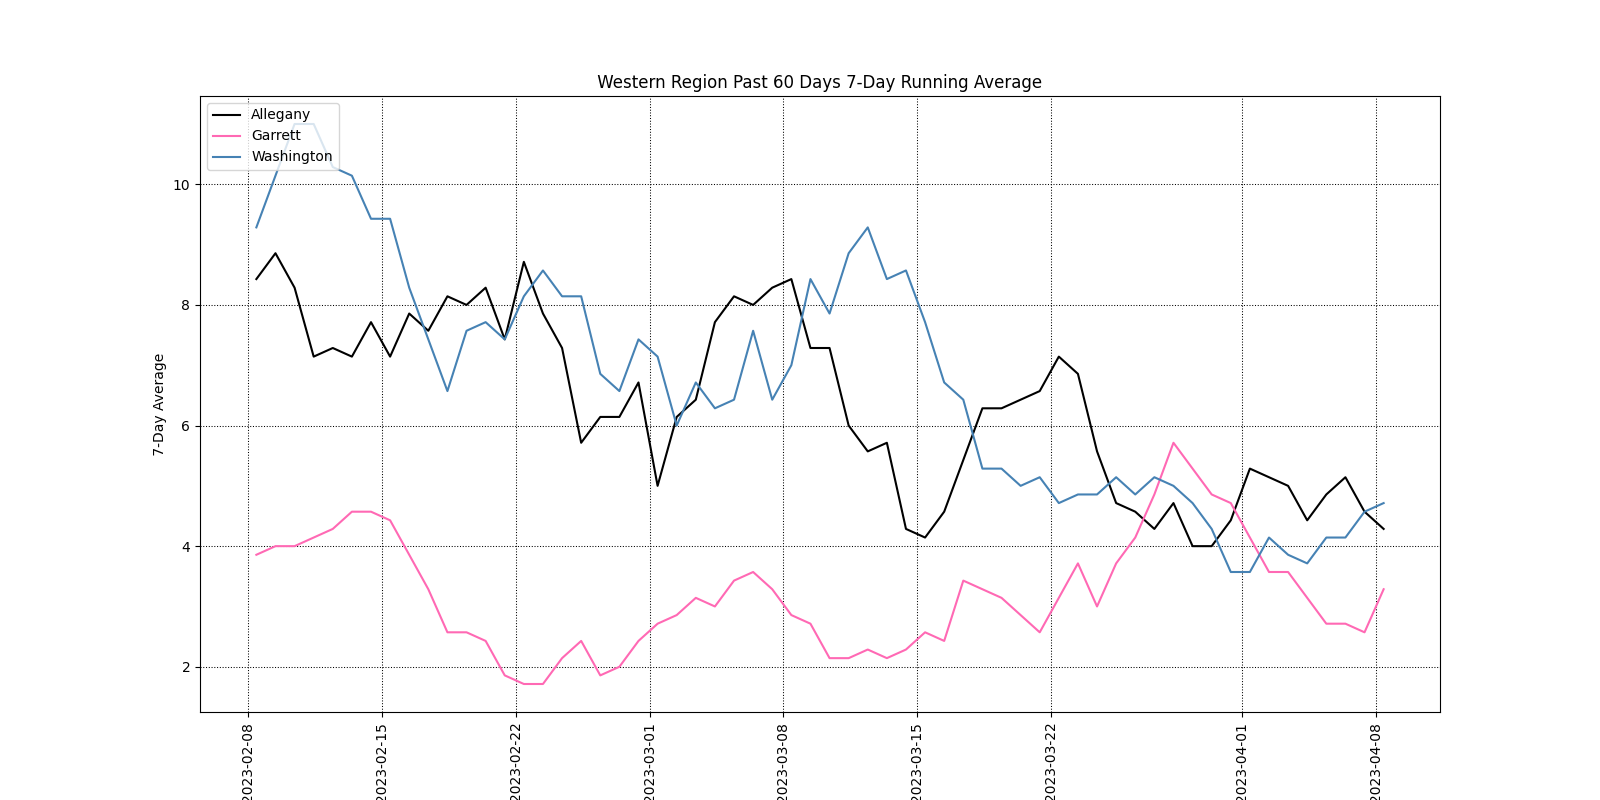 Western Region Past 60 Days 7-Day Running Average
Allegany
Garrett
Washington
7-Day Average
10
8
6
4
2
2023-02-08
2023-02-15
2023-02-22
2023-03-01
2023-03-08
2023-03-15
2023-03-22
2023-04-01
2023-04-08